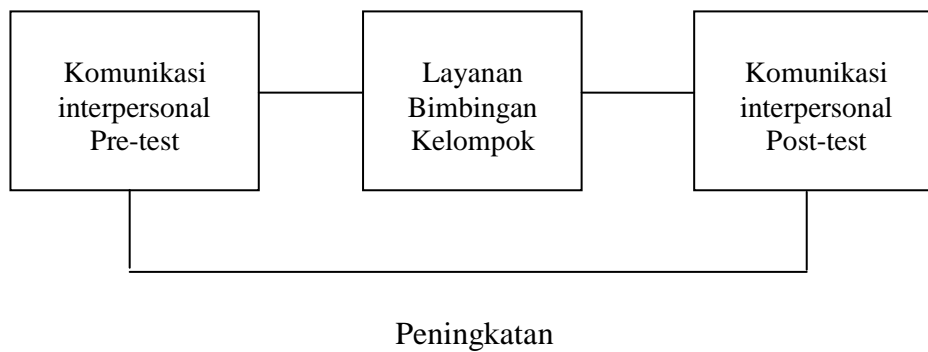 Komunikasi
interpersonal
Pre-test
Layanan
Bimbingan
Kelompok
Komunikasi
interpersonal
Post-test
Peningkatan